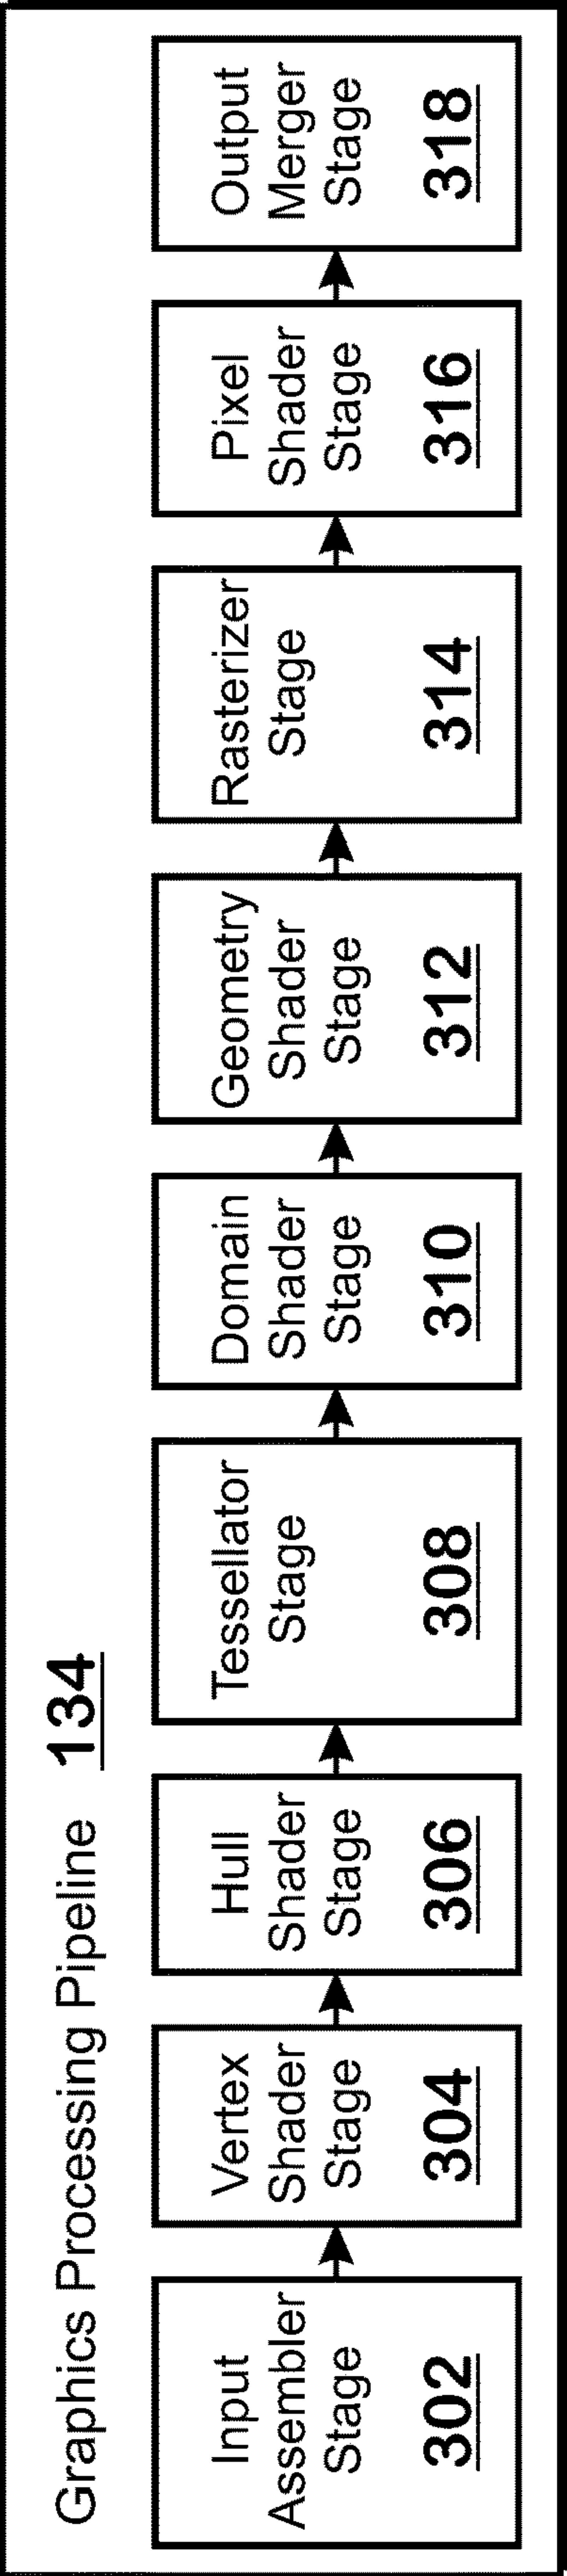 Graphics Processing Pipeline 134
Input
Assembler
Stage
302
Vertex
Shader
Stage
304
Hull
Shader
Stage
306
Tessellator
Stage
308
Domain
Shader
Stage
310
Geometry
Shader
Stage
312
Rasterizer
Stage
314
Pixel
Shader
Stage
316
Output
Merger
Stage
318